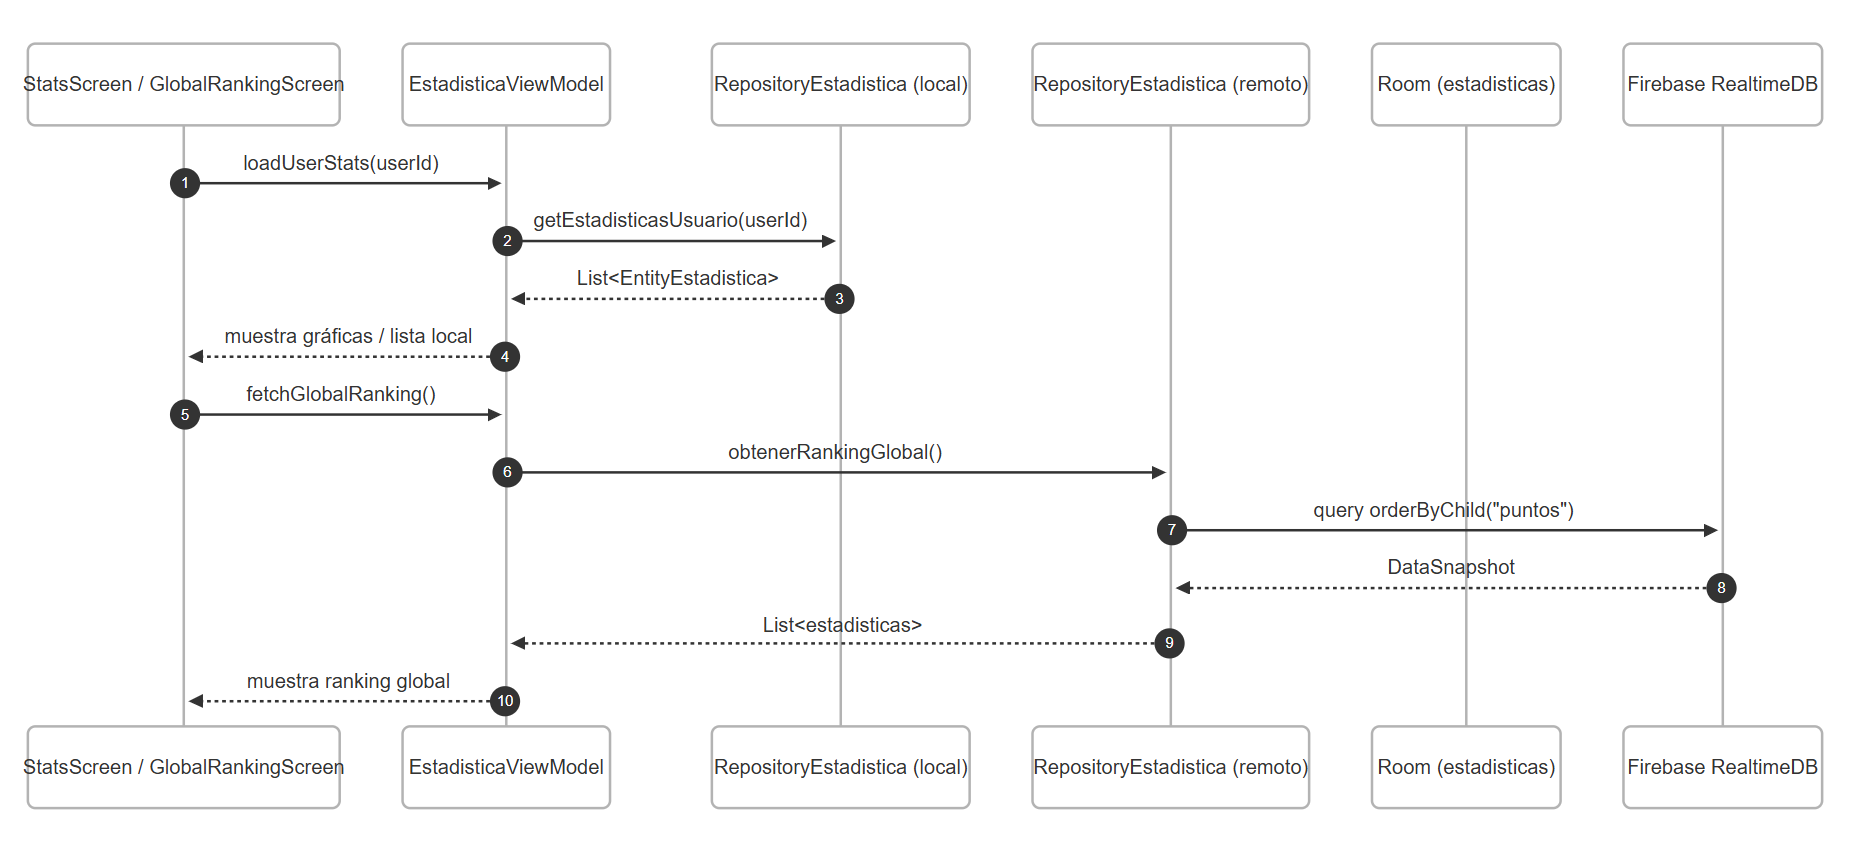 StatsScreen / GlobalRankingScreen
EstadisticaViewModel
RepositoryEstadistica (local)
RepositoryEstadistica (remoto)
Room (estadisticas)
Firebase RealtimeDB
loadUserStats(userId)
1
getEstadisticasUsuario(userId)
2
List<EntityEstadistica>
3
muestra gráficas / lista local
4
fetchGlobalRanking()
5
obtenerRankingGlobal()
6
query orderByChild("puntos")
7
DataSnapshot
8
List<estadisticas>
9
muestra ranking global
10
StatsScreen / GlobalRankingScreen
EstadisticaViewModel
RepositoryEstadistica (local)
RepositoryEstadistica (remoto)
Room (estadisticas)
Firebase RealtimeDB